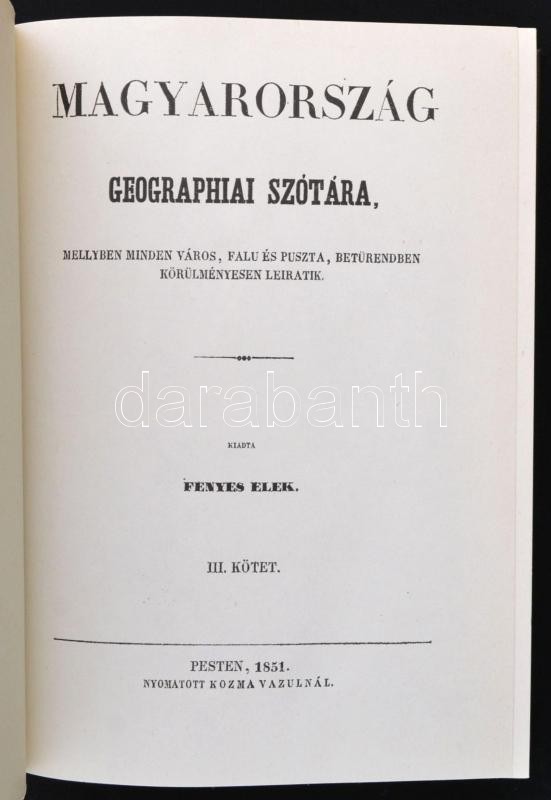 MAGYARORSZÁG
GEOGRAPHIAI SZÓTÁRA,
MELLYBEN MINDEN VÁROS, FALU ÉS PUSZTA, BETÜRENDBEN
KÖRÜLMÉNYESEN LEIRATIK.
darabanth
KIADTA
FENYES ELEK.
III. KÖTET.
PESTEN, 1851.
NYOMATOTT KOZMA VAZULNÁL.